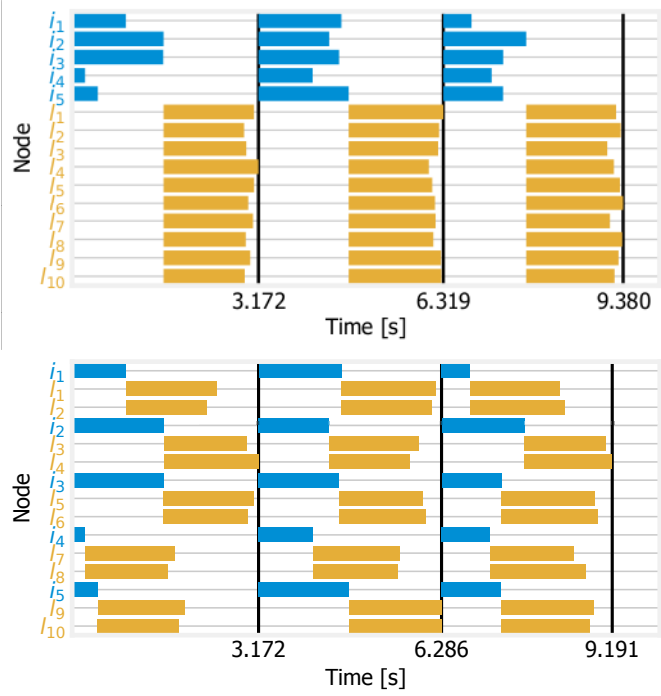 i1
i2
i3
i4
i5
l1
l2
l3
l4
l5
l6
l7
l8
l9
l10
Node
3.172 6.319 9.380
Time [s]
i1
l1
l2
i2
l3
l4
i3
l5
l6
i4
l7
l8
i5
l9
l10
Node
3.172 6.286 9.191
Time [s]